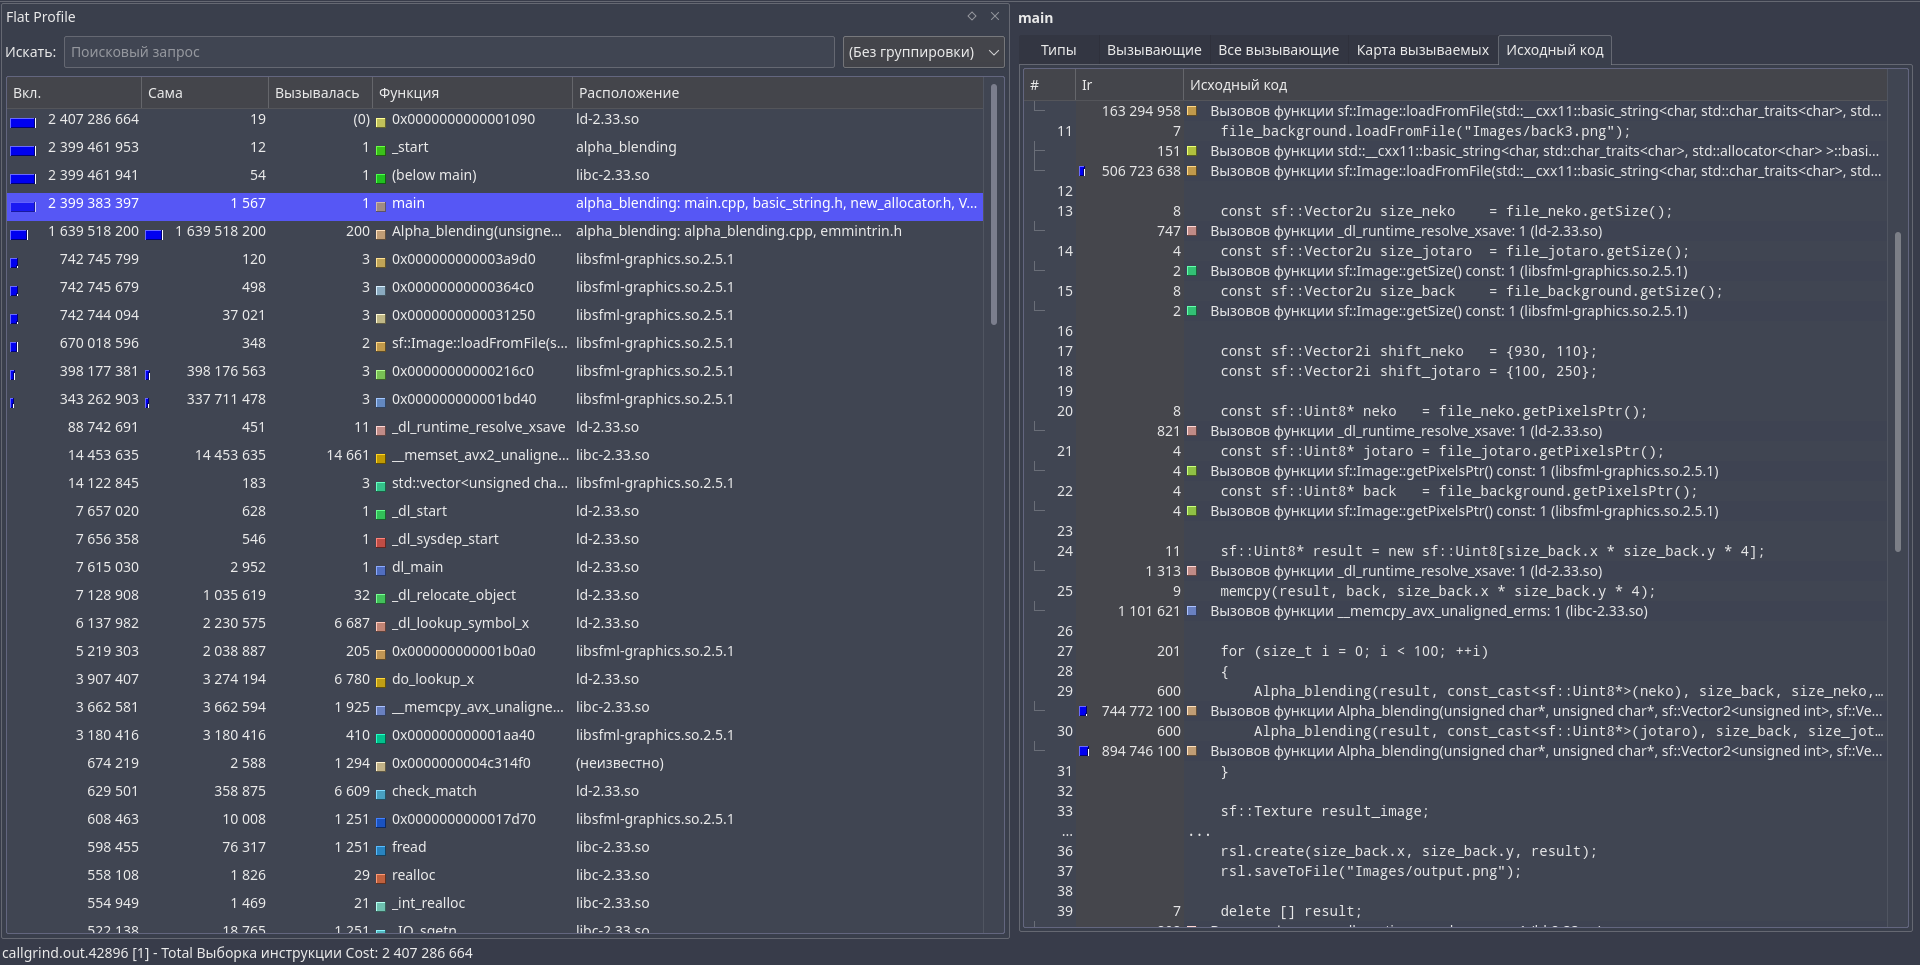 Flat Profile
Искать: Поисковый запрос (Без группировки)
Вкл. Сама Вызывалась Функция Расположение
2 407 286 664 19 (0) 0x0000000000001090 ld-2.33.so
2 399 461 953 12 1 _start alpha_blending
2 399 461 941 54 1 (below main) libc-2.33.so
2 399 383 397 1 567 1 main alpha_blending: main.cpp, basic_string.h, new_allocator.h, V...
1 639 518 200 1 639 518 200 200 Alpha_blending(unsigne... alpha_blending: alpha_blending.cpp, emmintrin.h
742 745 799 120 3 0x000000000003a9d0 libsfml-graphics.so.2.5.1
742 745 679 498 3 0x00000000000364c0 libsfml-graphics.so.2.5.1
742 744 094 37 021 3 0x0000000000031250 libsfml-graphics.so.2.5.1
670 018 596 348 2 sf::Image::loadFromFile(s... libsfml-graphics.so.2.5.1
398 177 381 398 176 563 3 0x00000000000216c0 libsfml-graphics.so.2.5.1
343 262 903 337 711 478 3 0x000000000001bd40 libsfml-graphics.so.2.5.1
88 742 691 451 11 _dl_runtime_resolve_xsave ld-2.33.so
14 453 635 14 453 635 14 661 __memset_avx2_unaligne... libc-2.33.so
14 122 845 183 3 std::vector<unsigned cha... libsfml-graphics.so.2.5.1
7 657 020 628 1 _dl_start ld-2.33.so
7 656 358 546 1 _dl_sysdep_start ld-2.33.so
7 615 030 2 952 1 dl_main ld-2.33.so
7 128 908 1 035 619 32 _dl_relocate_object ld-2.33.so
6 137 982 2 230 575 6 687 _dl_lookup_symbol_x ld-2.33.so
5 219 303 2 038 887 205 0x000000000001b0a0 libsfml-graphics.so.2.5.1
3 907 407 3 274 194 6 780 do_lookup_x ld-2.33.so
3 662 581 3 662 594 1 925 __memcpy_avx_unaligne... libc-2.33.so
3 180 416 3 180 416 410 0x000000000001aa40 libsfml-graphics.so.2.5.1
674 219 2 588 1 294 0x0000000004c314f0 (неизвестно)
629 501 358 875 6 609 check_match ld-2.33.so
608 463 10 008 1 251 0x0000000000017d70 libsfml-graphics.so.2.5.1
598 455 76 317 1 251 fread libc-2.33.so
558 108 1 826 29 realloc libc-2.33.so
554 949 1 469 21 _int_realloc libc-2.33.so
522 138 18 765 1 251 _IO_sgetn libc-2.33.so
callgrind.out.42896 [1] - Total Выборка инструкции Cost: 2 407 286 664
main
Типы Вызывающие Все вызывающие Карта вызываемых Исходный код
# Ir Исходный код
163 294 958 Вызовов функции sf::Image::loadFromFile(std::__cxx11::basic_string<char, std::char_traits<char>, std...
11 7 file_background.loadFromFile("Images/back3.png");
151 Вызовов функции std::__cxx11::basic_string<char, std::char_traits<char>, std::allocator<char> >::basi...
506 723 638 Вызовов функции sf::Image::loadFromFile(std::__cxx11::basic_string<char, std::char_traits<char>, std...
12
13 8 const sf::Vector2u size_neko = file_neko.getSize();
747 Вызовов функции _dl_runtime_resolve_xsave: 1 (ld-2.33.so)
14 4 const sf::Vector2u size_jotaro = file_jotaro.getSize();
2 Вызовов функции sf::Image::getSize() const: 1 (libsfml-graphics.so.2.5.1)
15 8 const sf::Vector2u size_back = file_background.getSize();
2 Вызовов функции sf::Image::getSize() const: 1 (libsfml-graphics.so.2.5.1)
16
17 const sf::Vector2i shift_neko = {930, 110};
18 const sf::Vector2i shift_jotaro = {100, 250};
19
20 8 const sf::Uint8* neko = file_neko.getPixelsPtr();
821 Вызовов функции _dl_runtime_resolve_xsave: 1 (ld-2.33.so)
21 4 const sf::Uint8* jotaro = file_jotaro.getPixelsPtr();
4 Вызовов функции sf::Image::getPixelsPtr() const: 1 (libsfml-graphics.so.2.5.1)
22 4 const sf::Uint8* back = file_background.getPixelsPtr();
4 Вызовов функции sf::Image::getPixelsPtr() const: 1 (libsfml-graphics.so.2.5.1)
23
24 11 sf::Uint8* result = new sf::Uint8[size_back.x * size_back.y * 4];
1 313 Вызовов функции _dl_runtime_resolve_xsave: 1 (ld-2.33.so)
25 9 memcpy(result, back, size_back.x * size_back.y * 4);
1 101 621 Вызовов функции __memcpy_avx_unaligned_erms: 1 (libc-2.33.so)
26
27 201 for (size_t i = 0; i < 100; ++i)
28 {
29 600 Alpha_blending(result, const_cast<sf::Uint8*>(neko), size_back, size_neko,...
744 772 100 Вызовов функции Alpha_blending(unsigned char*, unsigned char*, sf::Vector2<unsigned int>, sf::Ve...
30 600 Alpha_blending(result, const_cast<sf::Uint8*>(jotaro), size_back, size_jot...
894 746 100 Вызовов функции Alpha_blending(unsigned char*, unsigned char*, sf::Vector2<unsigned int>, sf::Ve...
31 }
32
33 sf::Texture result_image;
... ...
36 rsl.create(size_back.x, size_back.y, result);
37 rsl.saveToFile("Images/output.png");
38
39 7 delete [] result;